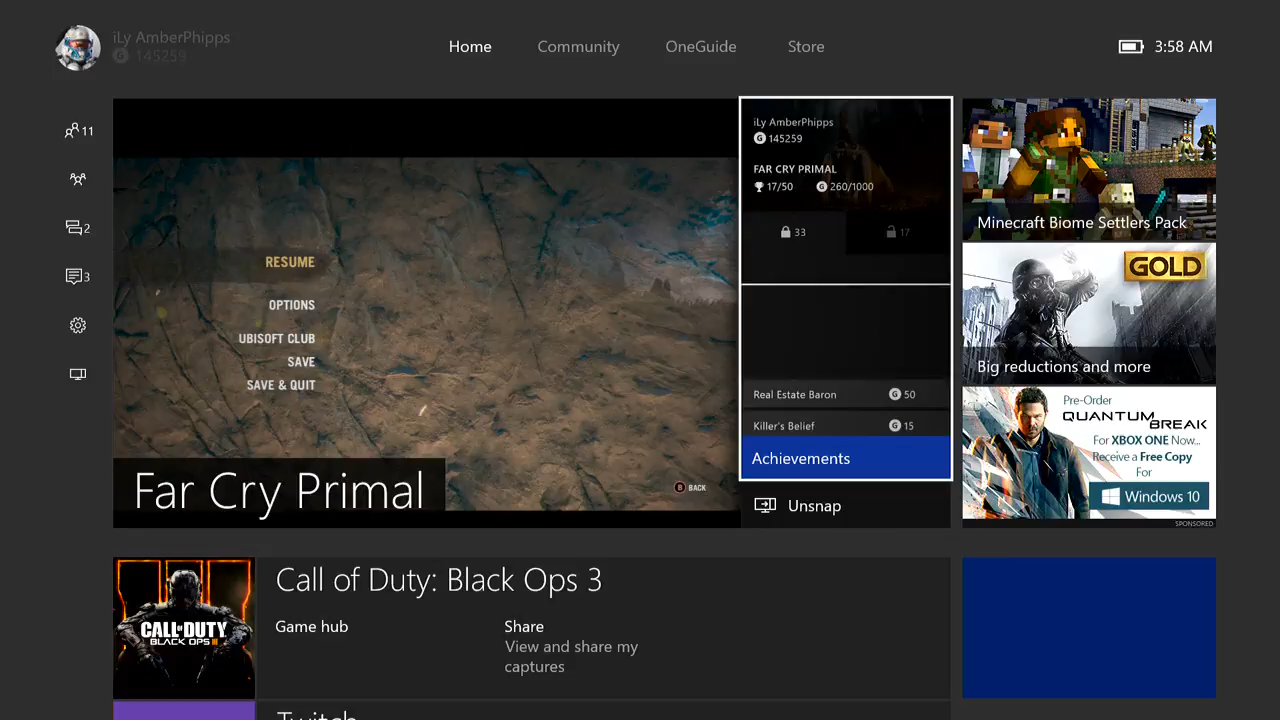 iLy AmberPhipps
145259
Home
Community
OneGuide
Store
3:58 AM
11
2
3
RESUME
OPTIONS
UBISOFT CLUB
SAVE
SAVE & QUIT
Far Cry Primal
B BACK
iLy AmberPhipps
G 145259
FAR CRY PRIMAL
17/50 G 260/1000
33
17
Real Estate Baron G 50
Killer's Belief G 15
Achievements
Unsnap
Minecraft Biome Settlers Pack
GOLD
Big reductions and more
Pre-Order
QUANTUM BREAK
For XBOX ONE Now...
Receive a Free Copy
For
Windows 10
SPONSORED
CALL OF DUTY
BLACK OPS III
Call of Duty: Black Ops 3
Game hub
Share
View and share my
captures
Twitch